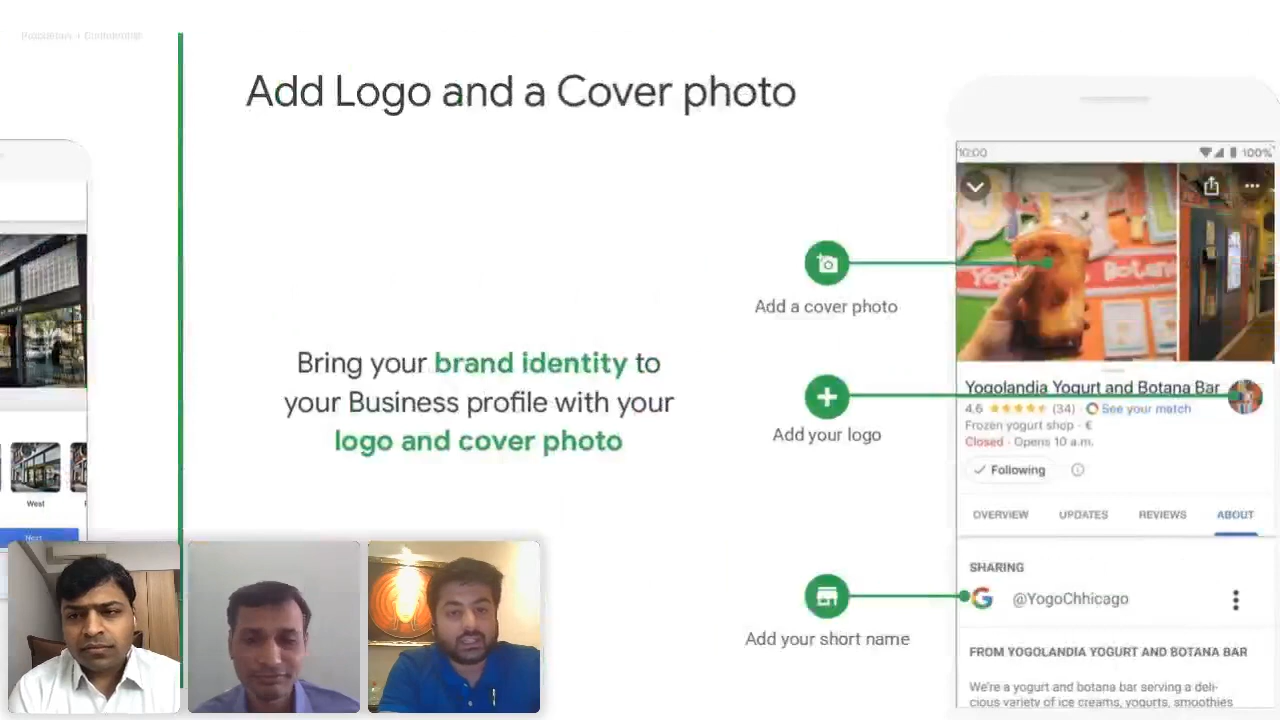 Proprietary + Confidential
Add Logo and a Cover photo
Bring your brand identity to
your Business profile with your
logo and cover photo
West
Next
Add a cover photo
Add your logo
Add your short name
10:00
100%
Yogolandia Yogurt and Botana Bar
4.6 (34) · See your match
Frozen yogurt shop · €
Closed · Opens 10 a.m.
Following
OVERVIEW UPDATES REVIEWS ABOUT
SHARING
@YogoChhicago
FROM YOGOLANDIA YOGURT AND BOTANA BAR
We're a yogurt and botana bar serving a deli-
cious variety of ice creams, yogurts, smoothies